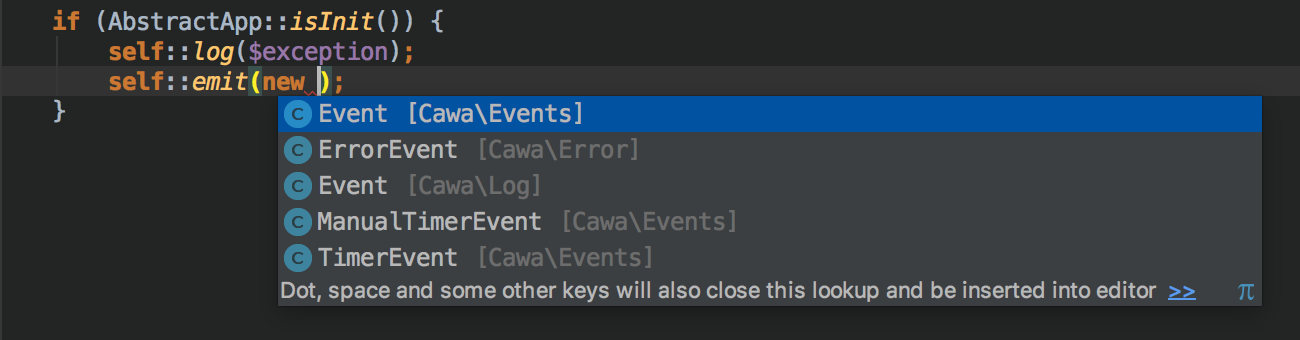 if (AbstractApp::isInit()) {
self::log($exception);
self::emit(new );
}
C Event [Cawa\Events]
C ErrorEvent [Cawa\Error]
C Event [Cawa\Log]
C ManualTimerEvent [Cawa\Events]
C TimerEvent [Cawa\Events]
Dot, space and some other keys will also close this lookup and be inserted into editor >> π